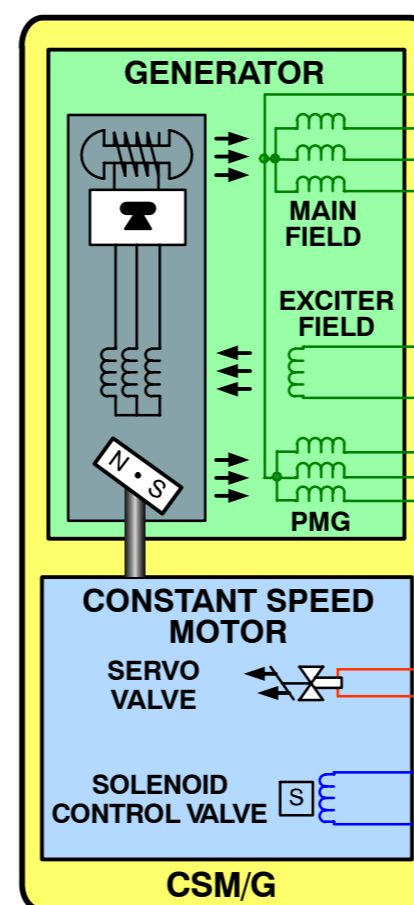 GENERATOR
MAIN
FIELD
EXCITER
FIELD
N • S
PMG
CONSTANT SPEED
MOTOR
SERVO
VALVE
SOLENOID
CONTROL VALVE
S
CSM/G